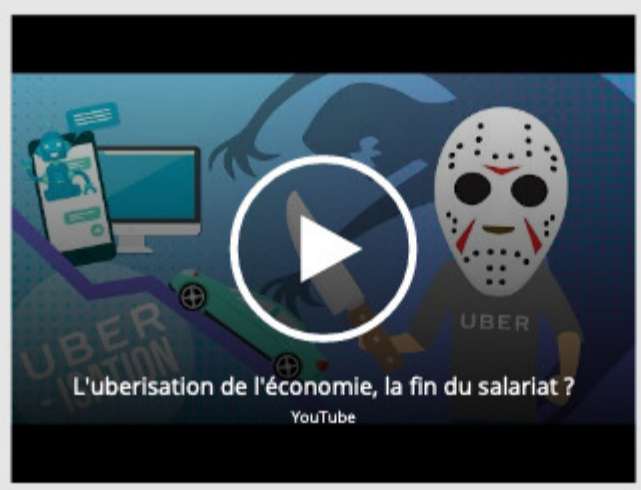 UBER
UBER
-ISATION
L'uberisation de l'économie, la fin du salariat ?
YouTube